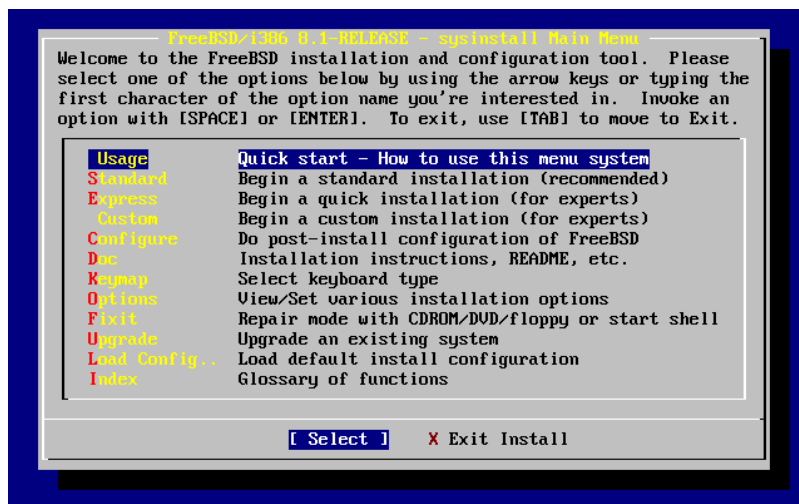 FreeBSD/i386 8.1-RELEASE - sysinstall Main Menu
Welcome to the FreeBSD installation and configuration tool.  Please
select one of the options below by using the arrow keys or typing the
first character of the option name you're interested in.  Invoke an
option with [SPACE] or [ENTER].  To exit, use [TAB] to move to Exit.
Usage Quick start - How to use this menu system
Standard Begin a standard installation (recommended)
Express Begin a quick installation (for experts)
Custom Begin a custom installation (for experts)
Configure Do post-install configuration of FreeBSD
Doc Installation instructions, README, etc.
Keymap Select keyboard type
Options View/Set various installation options
Fixit Repair mode with CDROM/DVD/floppy or start shell
Upgrade Upgrade an existing system
Load Config.. Load default install configuration
Index Glossary of functions
[ Select ] X Exit Install